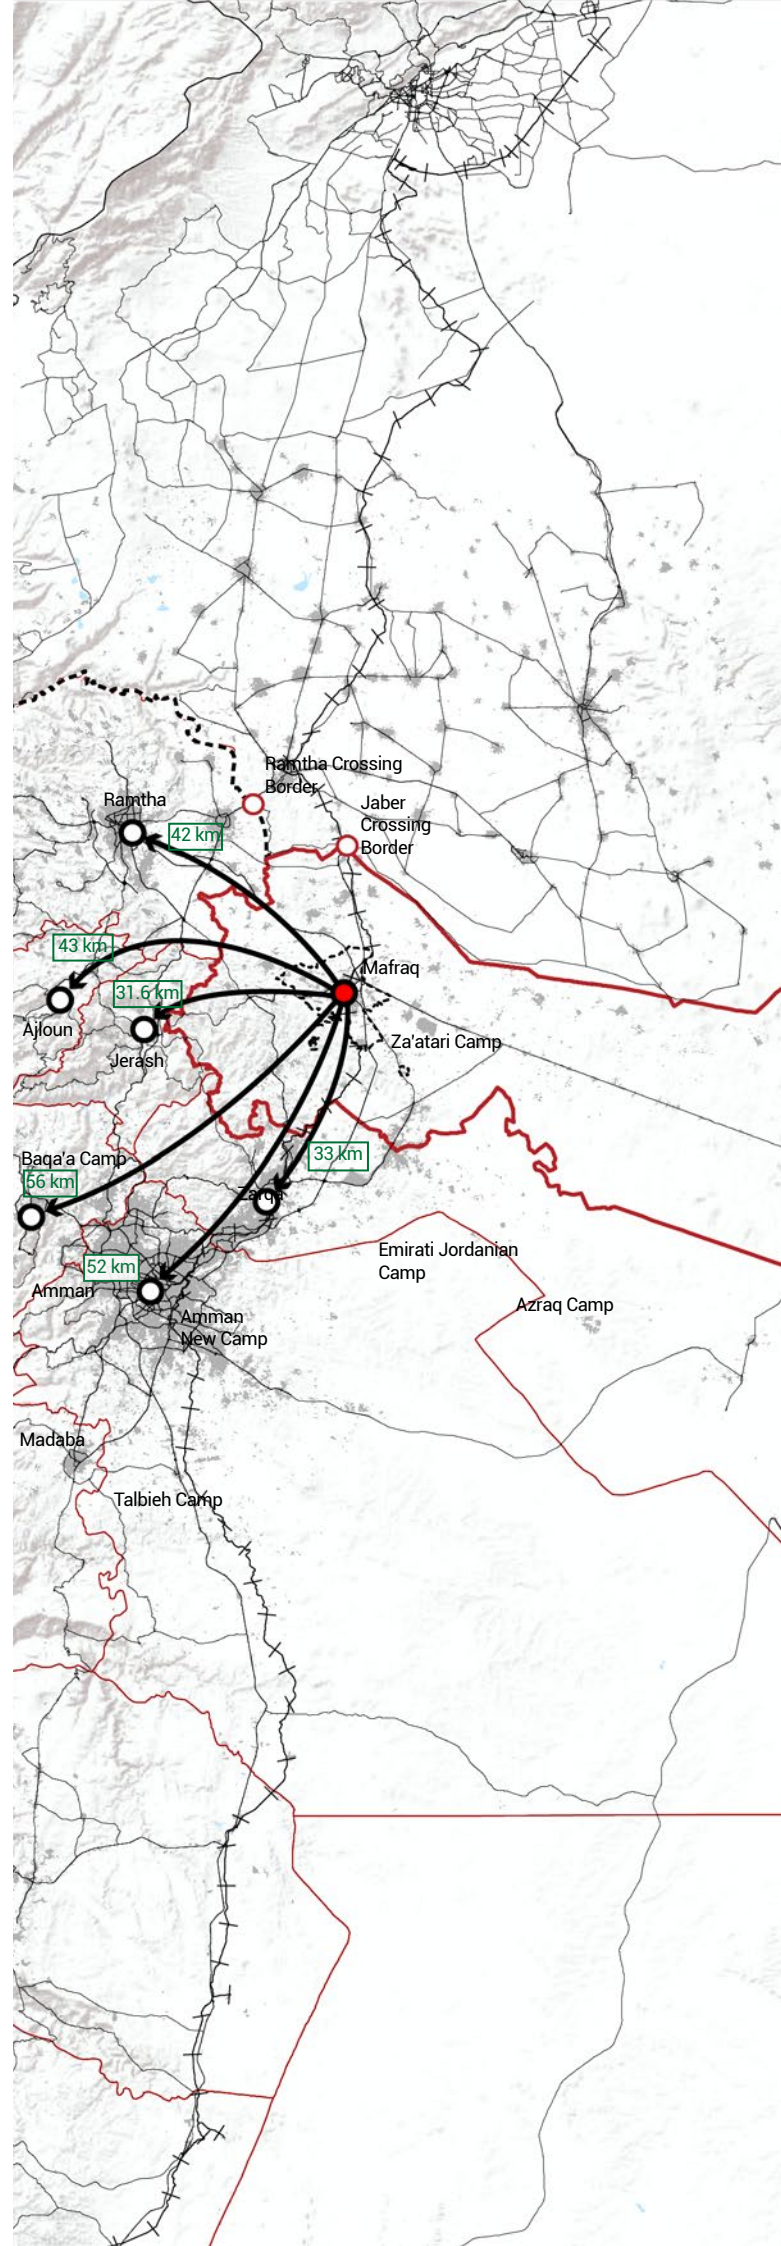 Ramtha Crossing
Border
Ramtha
Jaber
Crossing
Border
42 km
43 km
Mafraq
31.6 km
Ajloun
Za'atari Camp
Jerash
33 km
Baqa'a Camp
56 km
Zarqa
Emirati Jordanian
Camp
52 km
Amman
Azraq Camp
Amman
New Camp
Madaba
Talbieh Camp